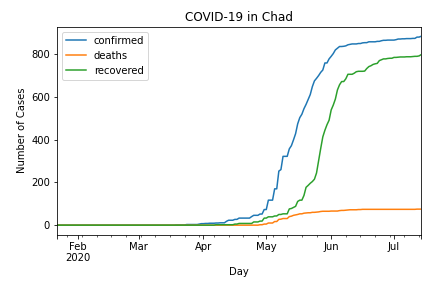 COVID-19 in Chad
confirmed
deaths
recovered
Number of Cases
800
600
400
200
0
Feb Mar Apr May Jun Jul
2020
Day